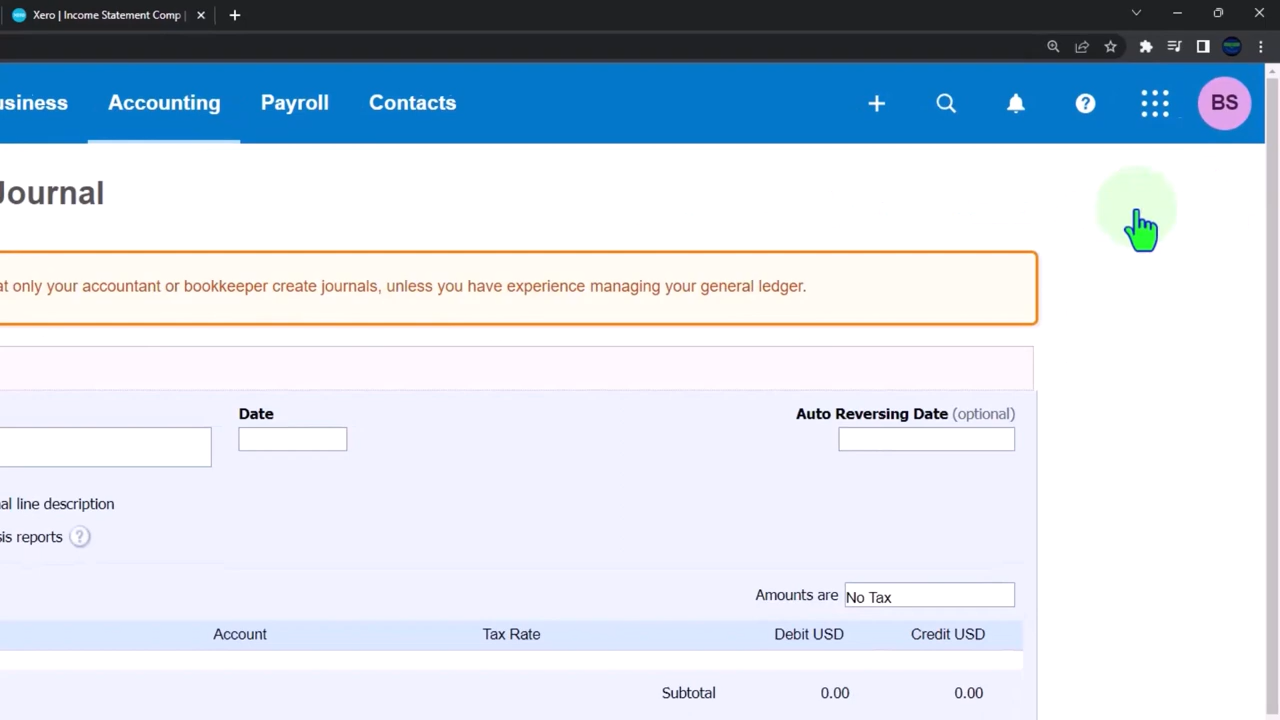 Xero | Income Statement Comp
usiness Accounting Payroll Contacts BS
Journal
at only your accountant or bookkeeper create journals, unless you have experience managing your general ledger.
Date Auto Reversing Date (optional)
al line description
sis reports ?
Amounts are No Tax
Account Tax Rate Debit USD Credit USD
Subtotal 0.00 0.00